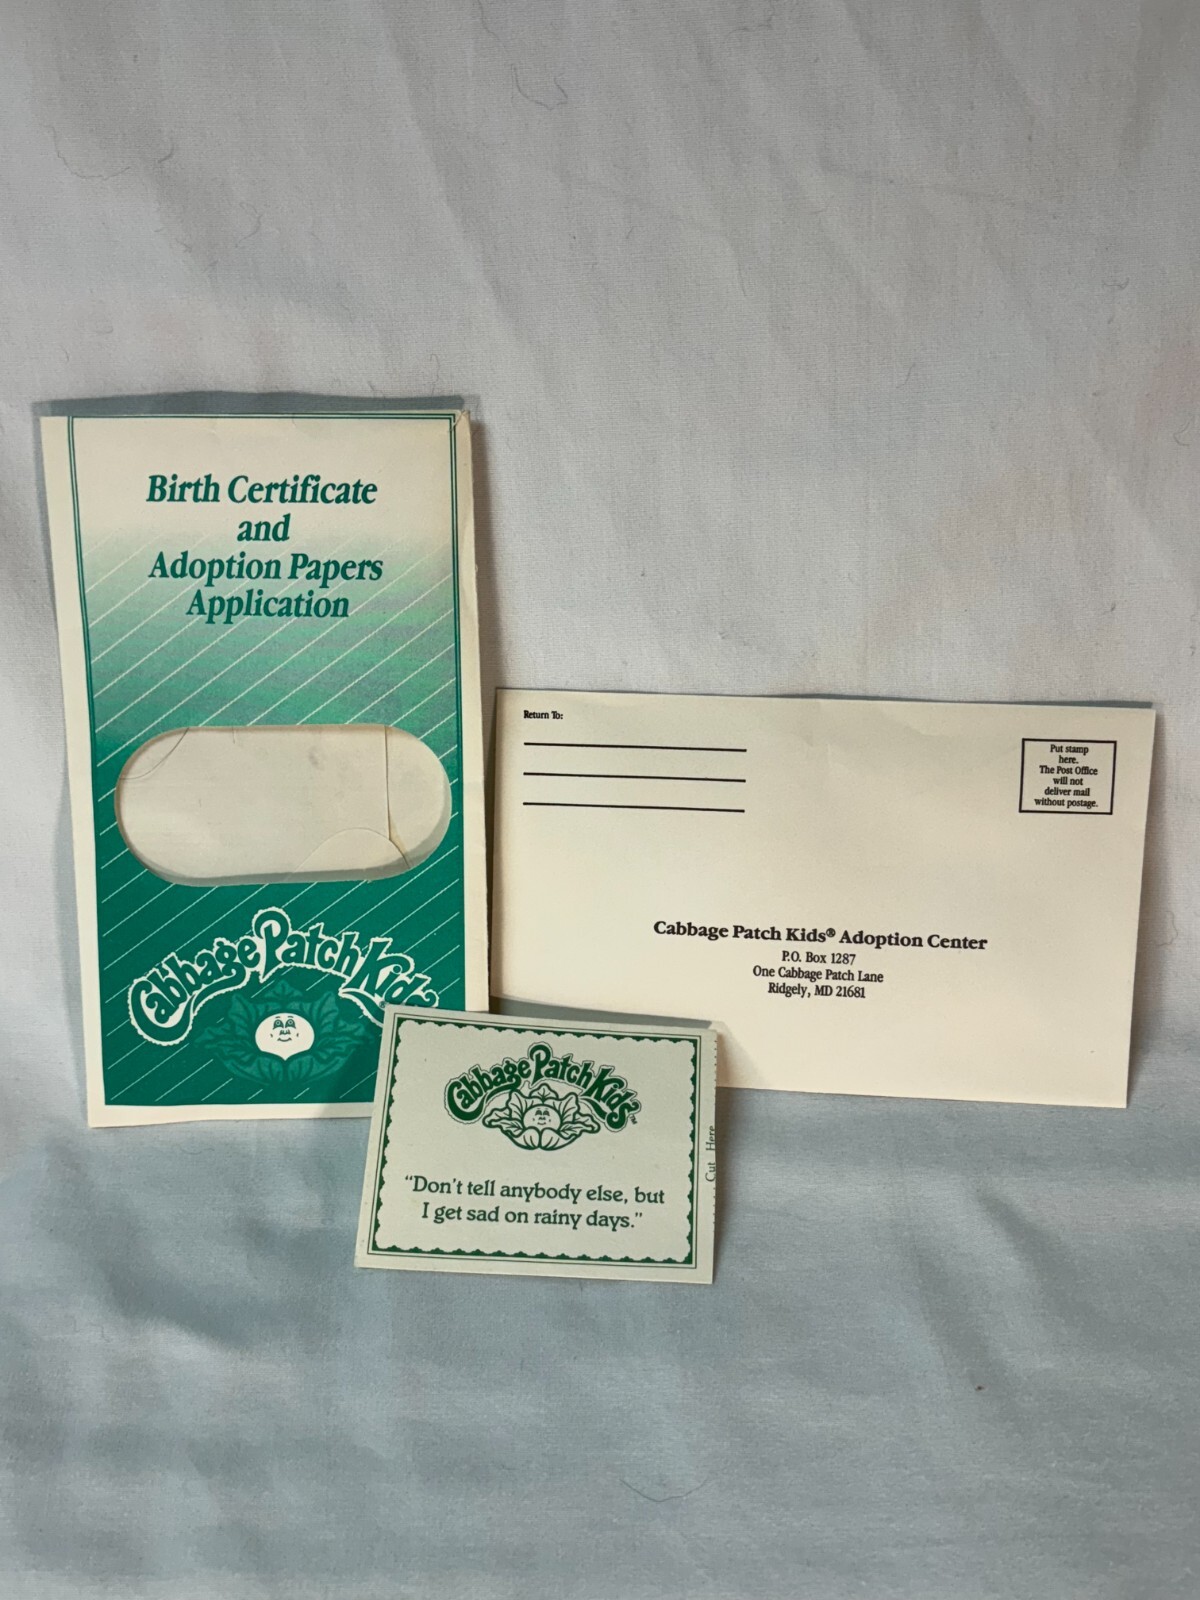 Birth Certificate
and
Adoption Papers
Application
Cabbage Patch Kids
Return To:
Put stamp
here.
The Post Office
will not
deliver mail
without postage.
Cabbage Patch Kids® Adoption Center
P.O. Box 1287
One Cabbage Patch Lane
Ridgely, MD 21681
Cabbage Patch Kids™
"Don't tell anybody else, but
I get sad on rainy days."
Cut Here